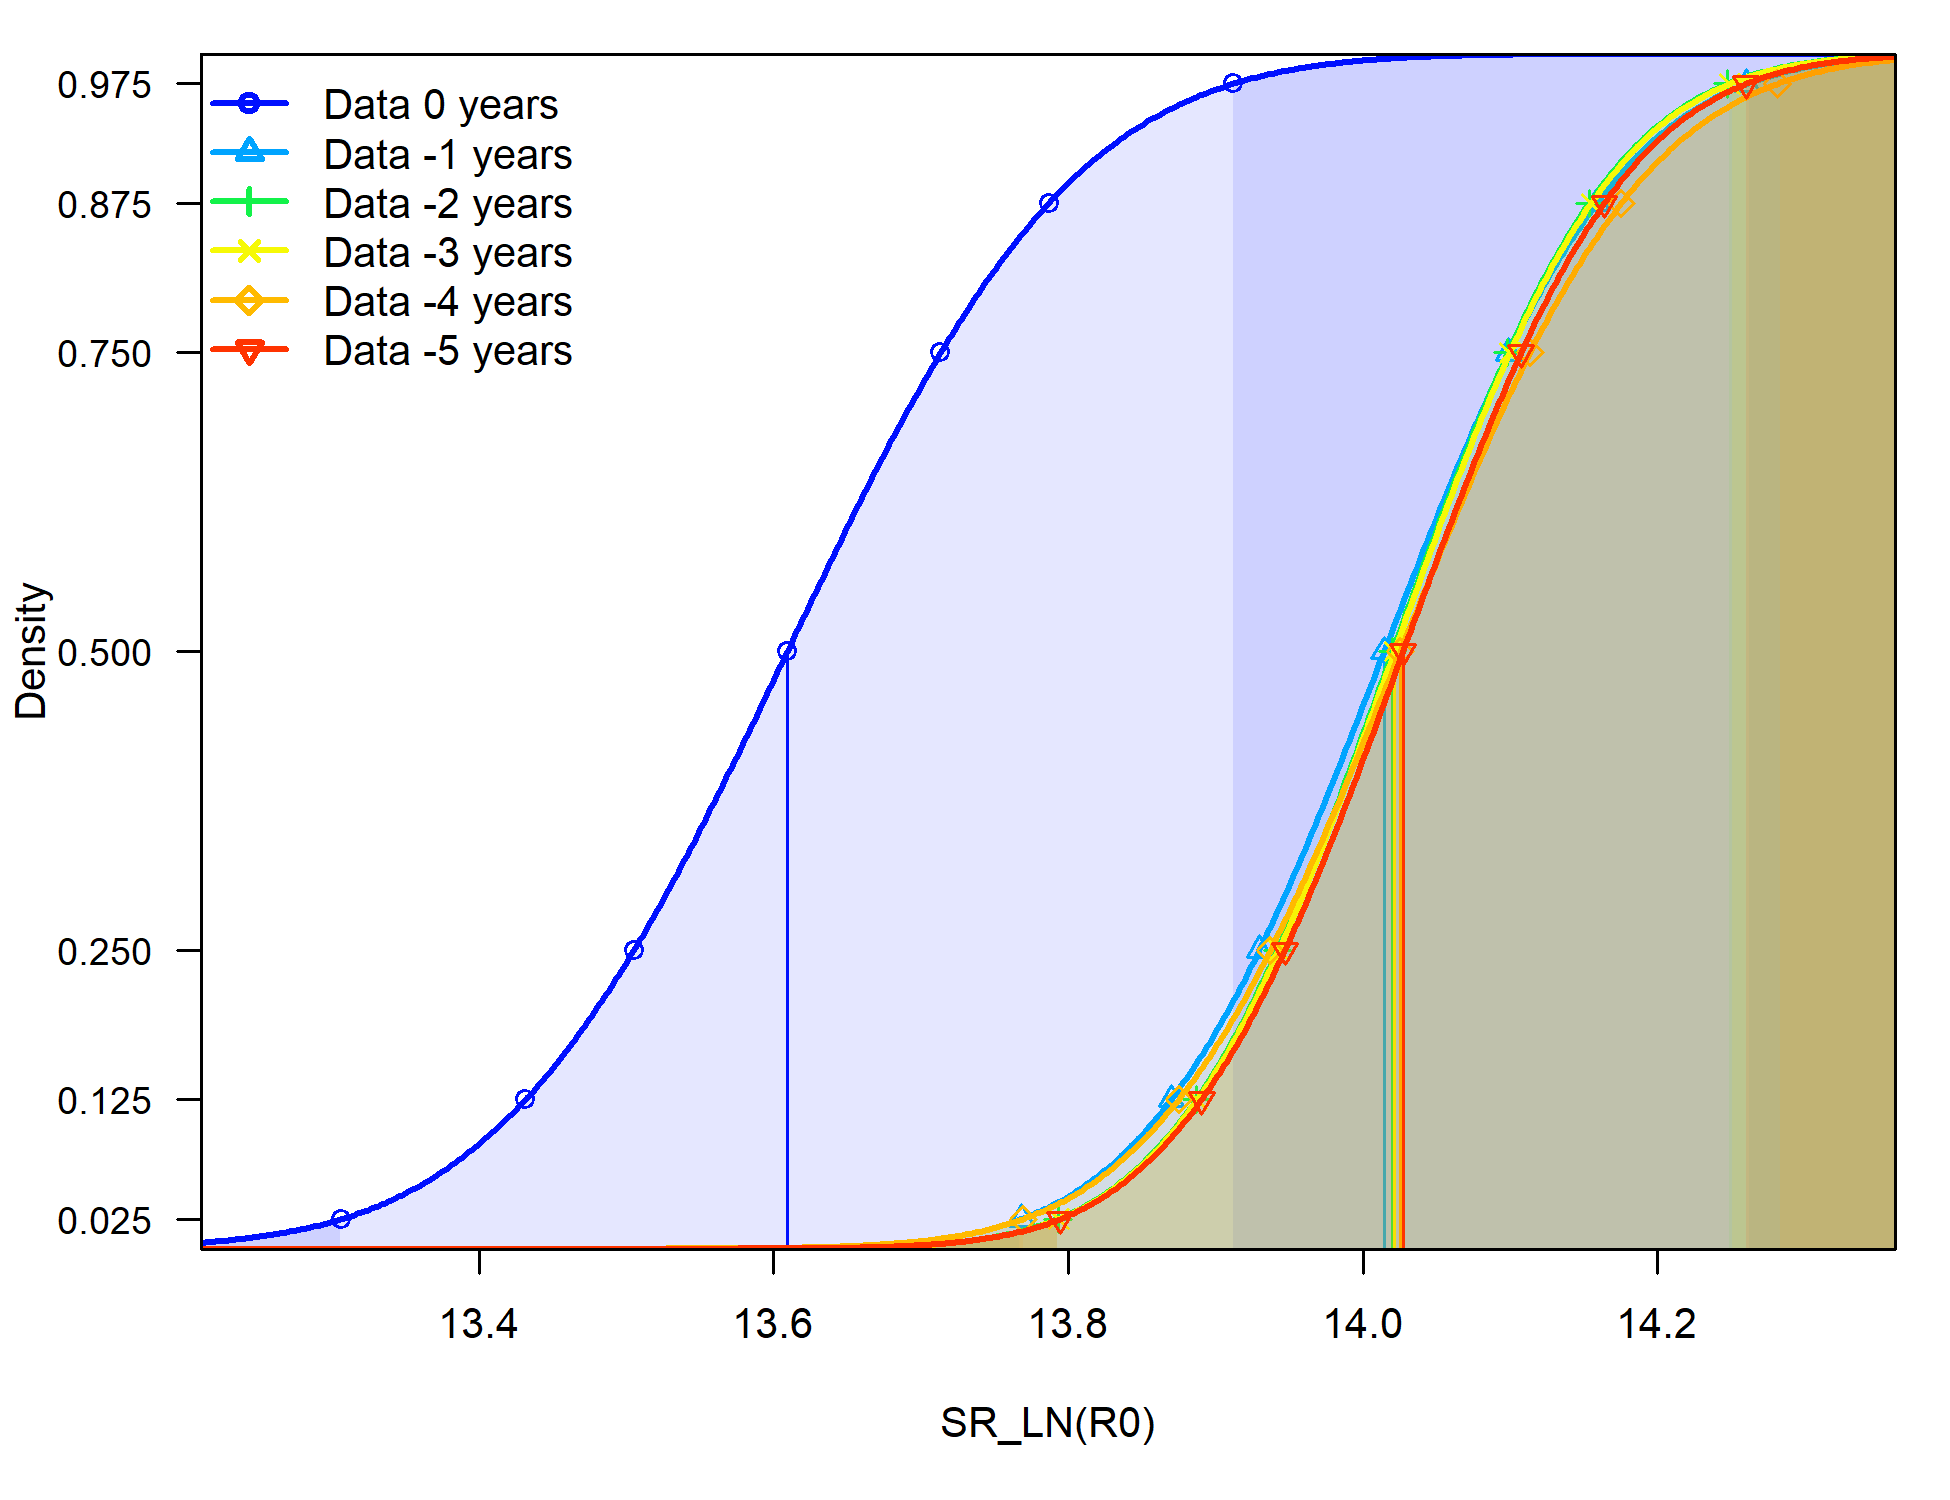 Data 0 years
Data -1 years
Data -2 years
Data -3 years
Data -4 years
Data -5 years
Density
0.975
0.875
0.750
0.500
0.250
0.125
0.025
13.4 13.6 13.8 14.0 14.2
SR_LN(R0)